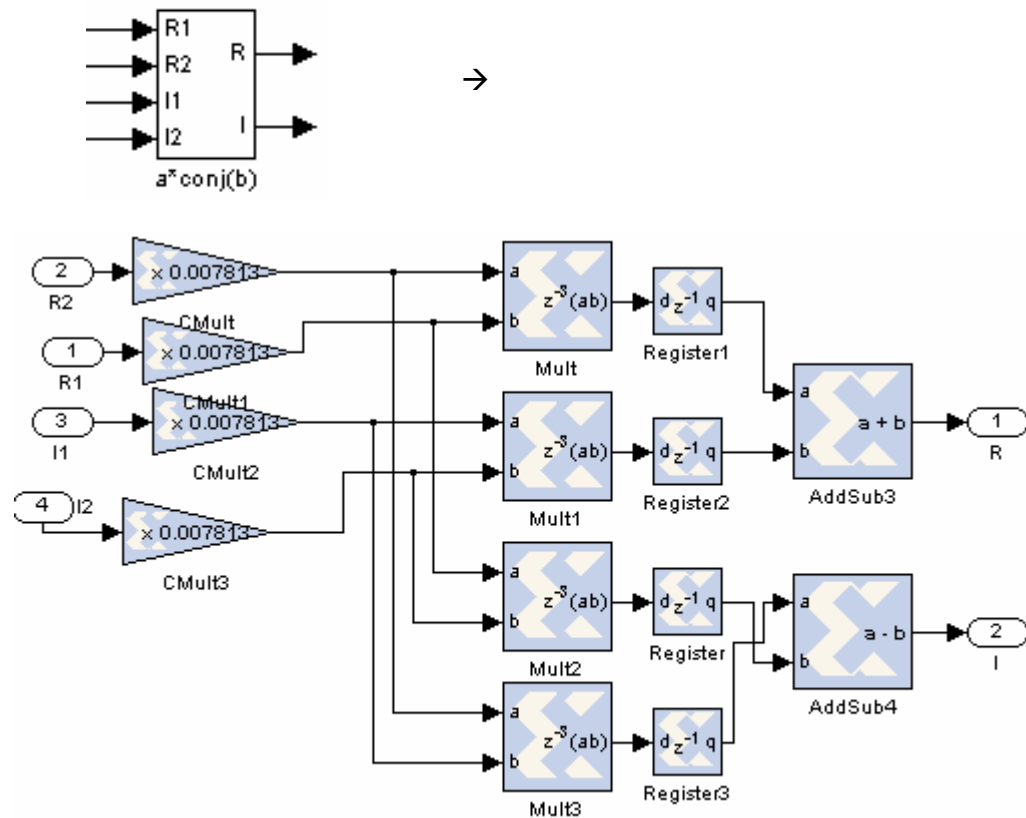 R1
R2
R
I1
I2
I
a*conj(b)
→
2
R2
× 0.007813
CMult
1
R1
× 0.007813
CMult1
3
I1
× 0.007813
CMult2
4
I2
× 0.007813
CMult3
a
b
z⁻³(ab)
Mult
d z⁻¹ q
Register1
a
b
z⁻³(ab)
Mult1
d z⁻¹ q
Register2
a
b
a + b
AddSub3
1
R
a
b
z⁻³(ab)
Mult2
d z⁻¹ q
Register
a
b
z⁻³(ab)
Mult3
d z⁻¹ q
Register3
a
b
a - b
AddSub4
2
I